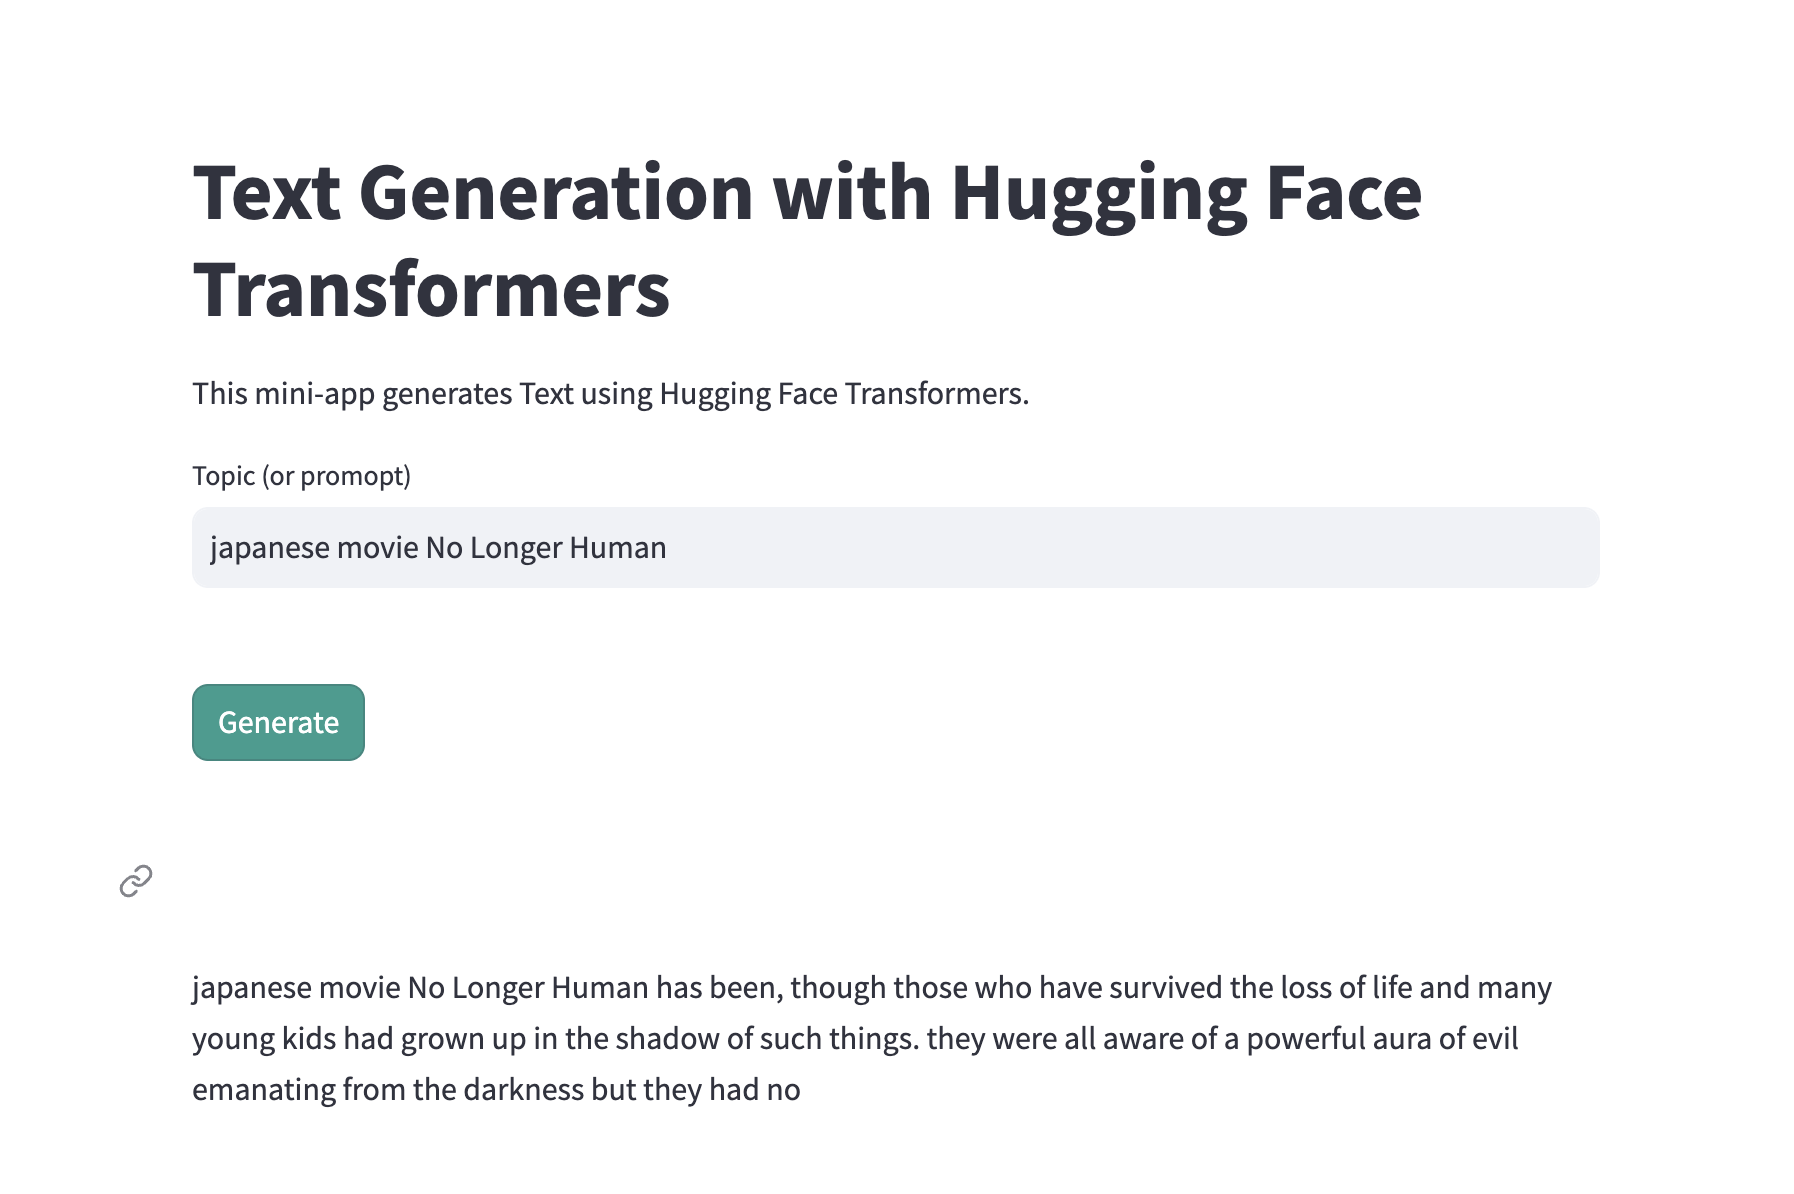 Text Generation with Hugging Face
Transformers
This mini-app generates Text using Hugging Face Transformers.
Topic (or promopt)
japanese movie No Longer Human
Generate
japanese movie No Longer Human has been, though those who have survived the loss of life and many
young kids had grown up in the shadow of such things. they were all aware of a powerful aura of evil
emanating from the darkness but they had no